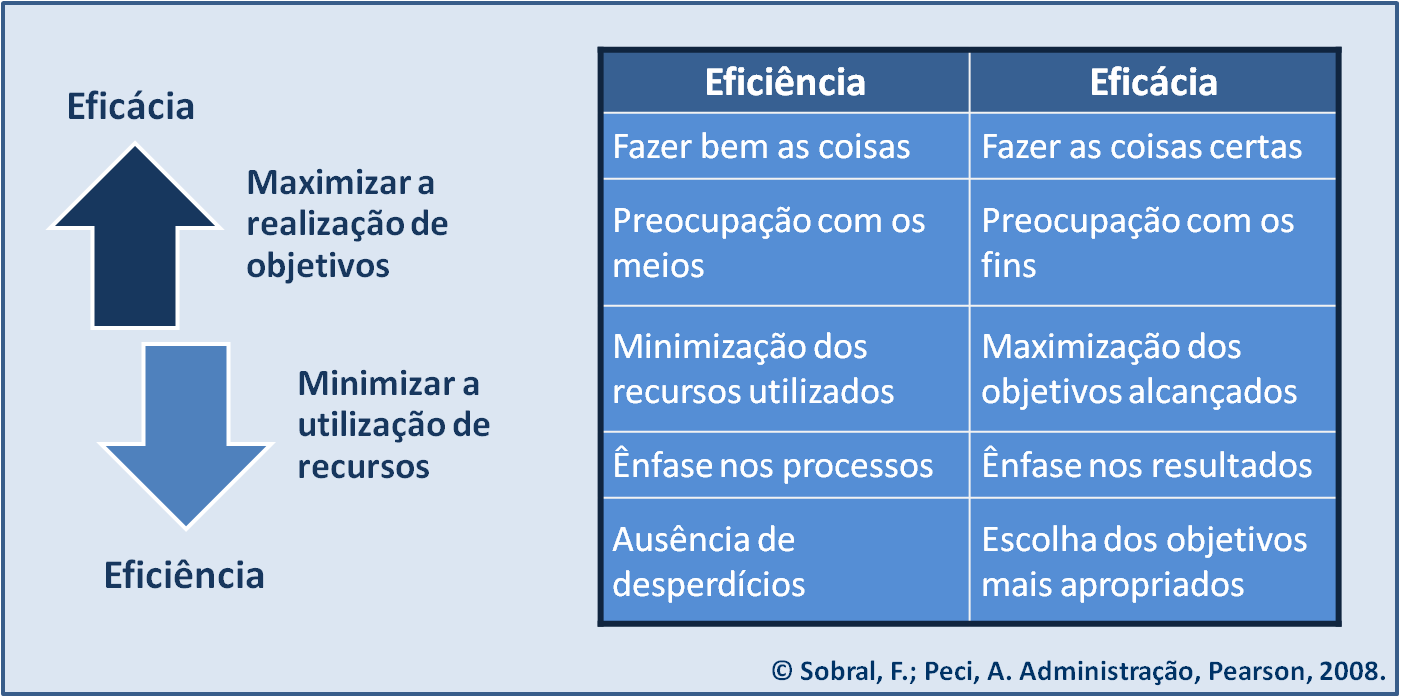 Eficácia
Maximizar a
realização de
objetivos
Minimizar a
utilização de
recursos
Eficiência
Eficiência
Eficácia
Fazer bem as coisas
Fazer as coisas certas
Preocupação com os
meios
Preocupação com os
fins
Minimização dos
recursos utilizados
Maximização dos
objetivos alcançados
Ênfase nos processos
Ênfase nos resultados
Ausência de
desperdícios
Escolha dos objetivos
mais apropriados
© Sobral, F.; Peci, A. Administração, Pearson, 2008.